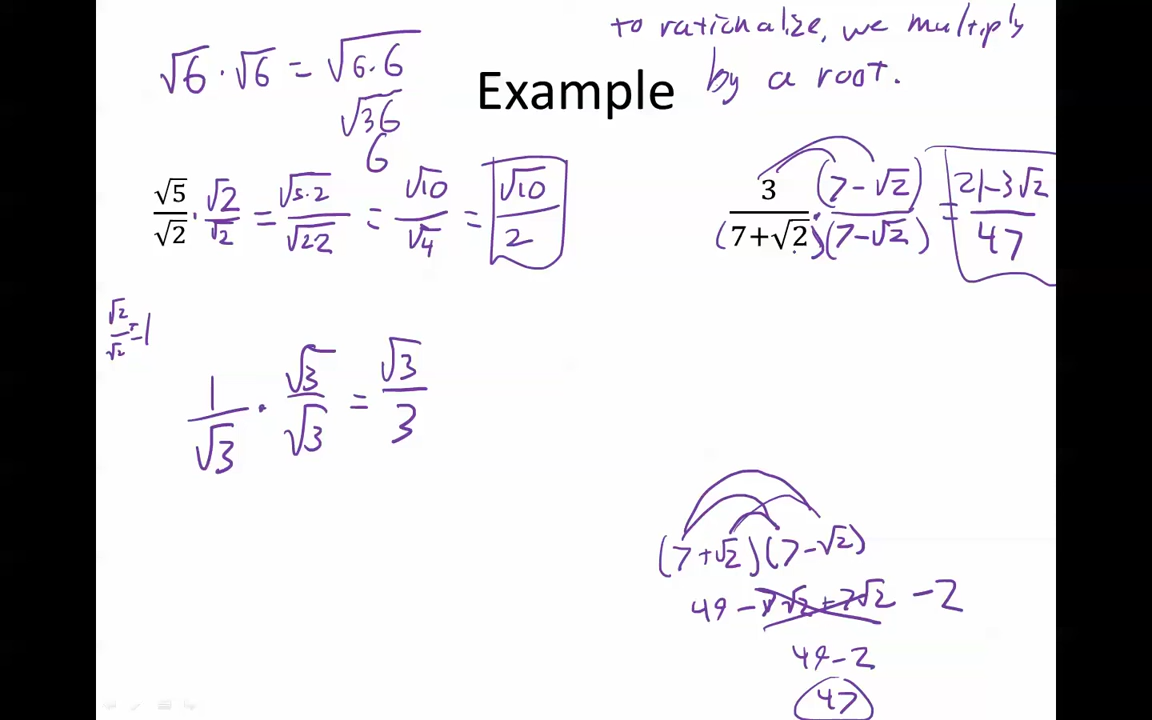 to rationalize, we multiply
by a root.
√6 · √6 = √6·6
√36
6
Example
√5/√2 · √2/√2 = √5·2/√22 = √10/√4 = √10/2
3/(7+√2) · (7-√2)/(7-√2) = 21-3√2/47
√2/√2 = 1
1/√3 · √3/√3 = √3/3
(7+√2)(7-√2)
49 - 7√2 + 7√2 - 2
49-2
47